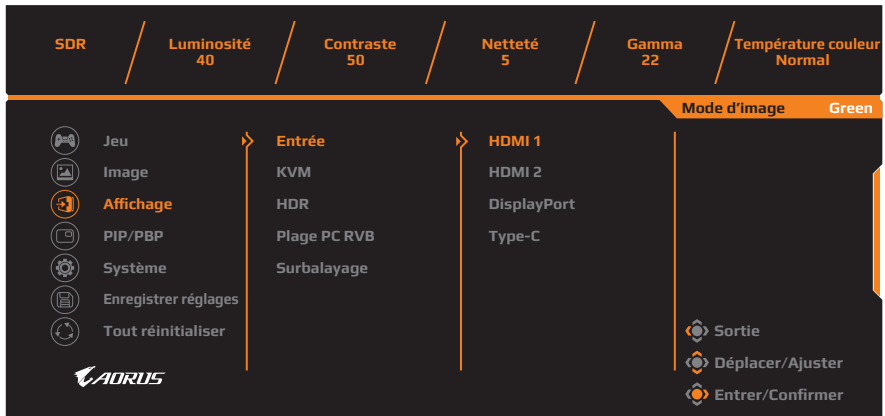 SDR
Luminosité
40
Contraste
50
Netteté
5
Gamma
22
Température couleur
Normal
Mode d’image Green
Jeu
Image
Affichage
PIP/PBP
Système
Enregistrer réglages
Tout réinitialiser
Entrée
KVM
HDR
Plage PC RVB
Surbalayage
HDMI 1
HDMI 2
DisplayPort
Type-C
Sortie
Déplacer/Ajuster
Entrer/Confirmer
AORUS